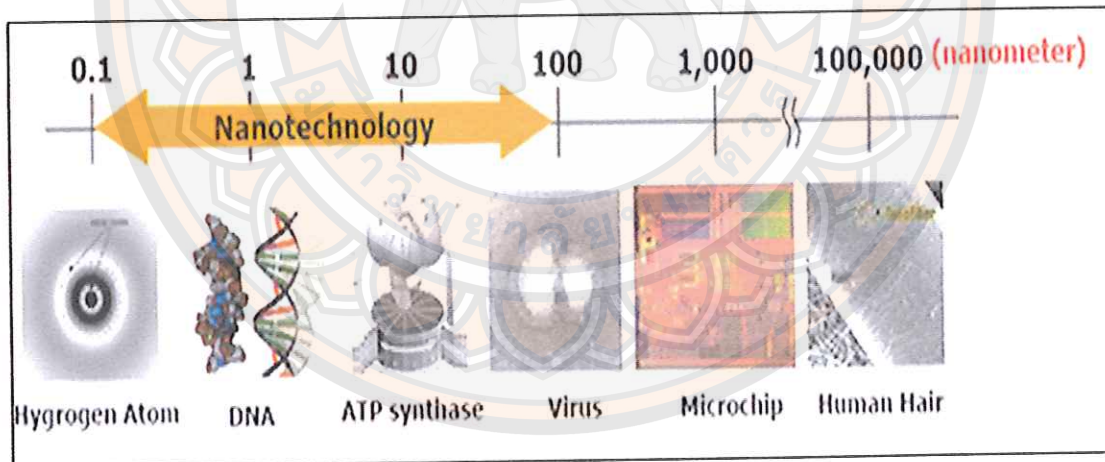 0.1 1 10 100 1,000 100,000 (nanometer)
Nanotechnology
Hygrogen Atom DNA ATP synthase Virus Microchip Human Hair